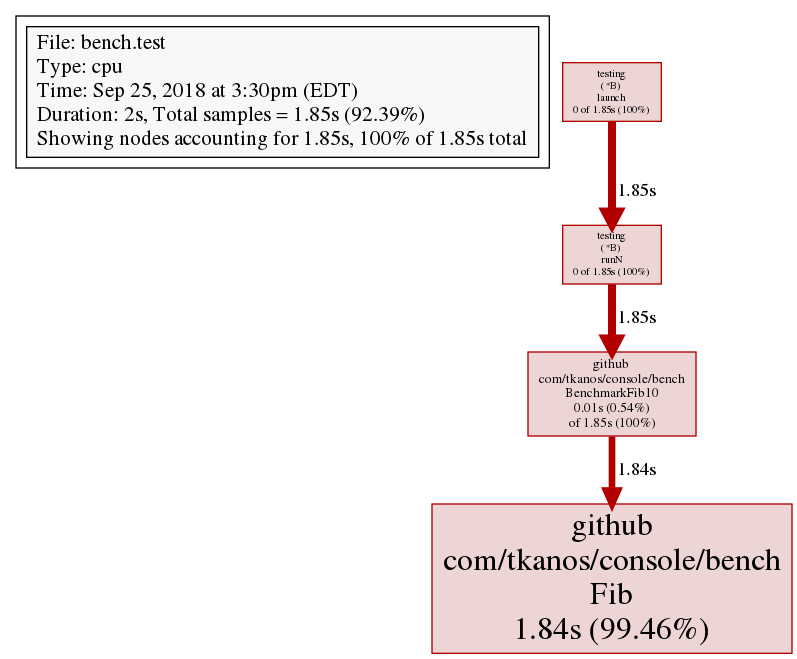 File: bench.test
Type: cpu
Time: Sep 25, 2018 at 3:30pm (EDT)
Duration: 2s, Total samples = 1.85s (92.39%)
Showing nodes accounting for 1.85s, 100% of 1.85s total
testing
(*B)
launch
0 of 1.85s (100%)
1.85s
testing
(*B)
runN
0 of 1.85s (100%)
1.85s
github
com/tkanos/console/bench
BenchmarkFib10
0.01s (0.54%)
of 1.85s (100%)
1.84s
github
com/tkanos/console/bench
Fib
1.84s (99.46%)